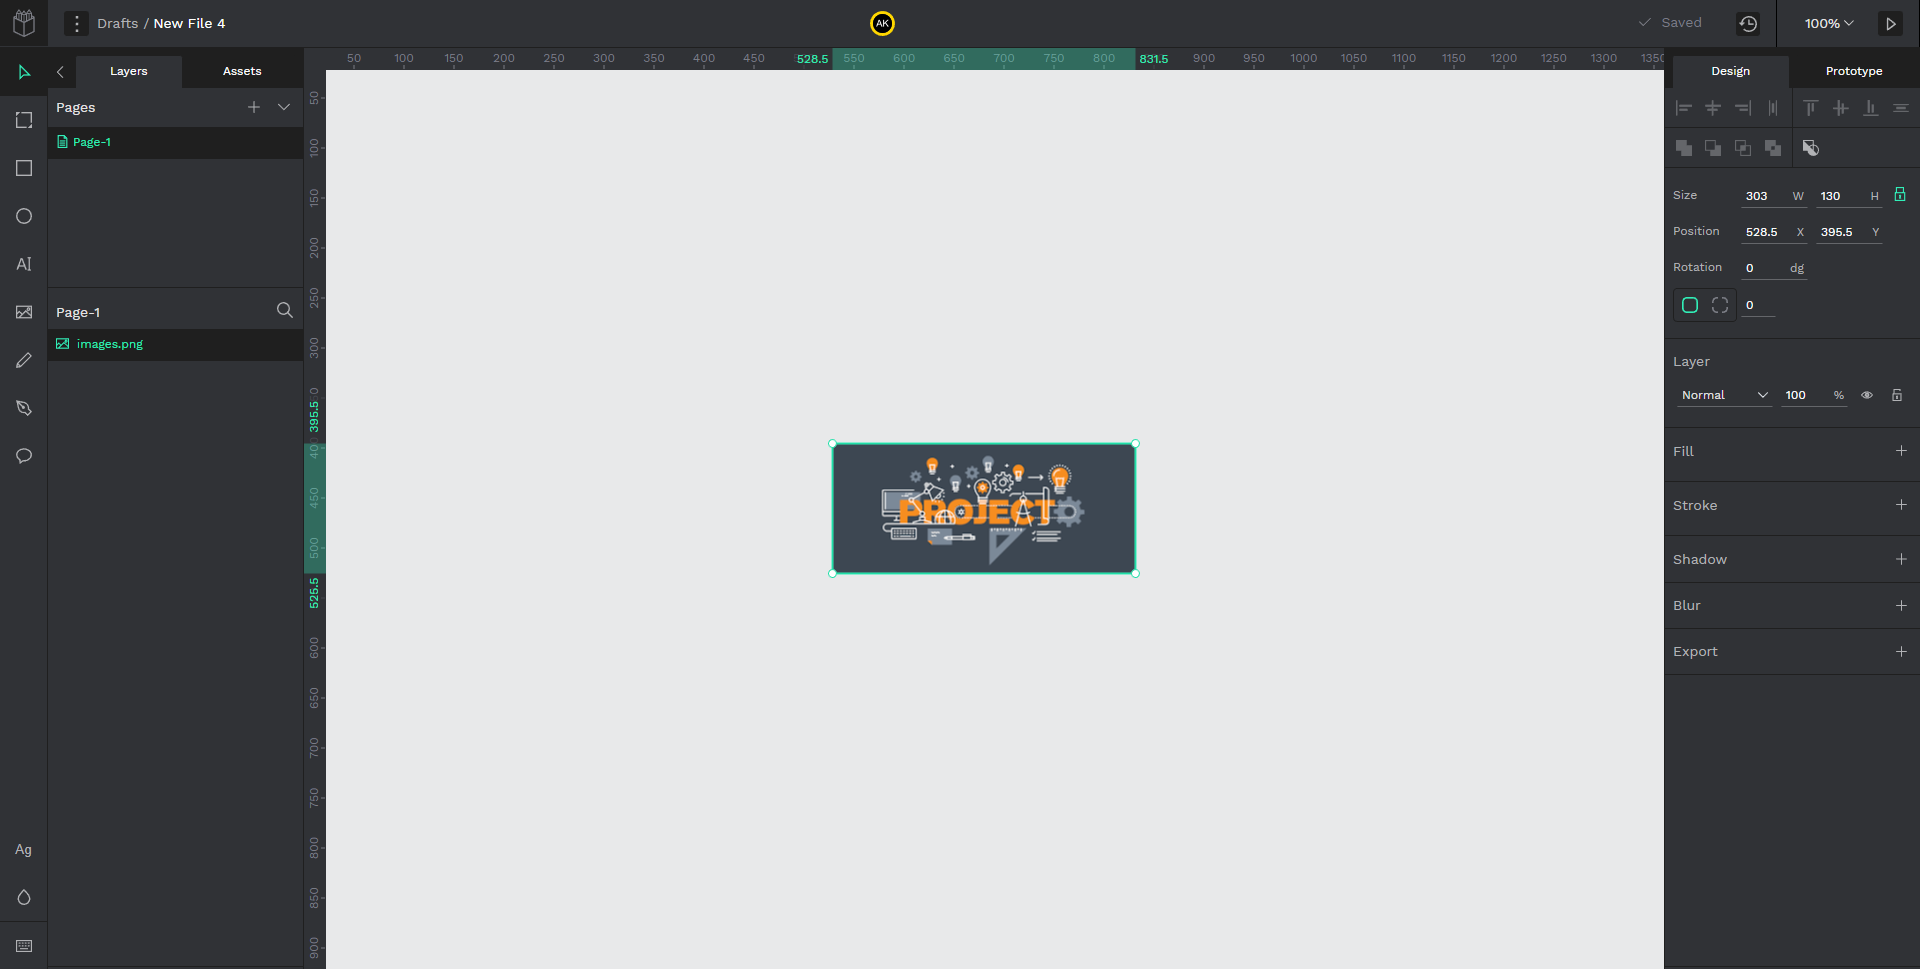 Drafts / New File 4
AK
Saved
100%
Layers
Assets
Pages
Page-1
Page-1
images.png
AI
Ag
50 100 150 200 250 300 350 400 450 528.5 550 600 650 700 750 800 831.5 900 950 1000 1050 1100 1150 1200 1250 1300 1350
50
100
150
200
250
300
395.5
450
500
525.5
600
650
700
750
800
850
900
PROJECT
Design
Prototype
Size 303 W 130 H
Position 528.5 X 395.5 Y
Rotation 0 dg
0
Layer
Normal 100 %
Fill
Stroke
Shadow
Blur
Export